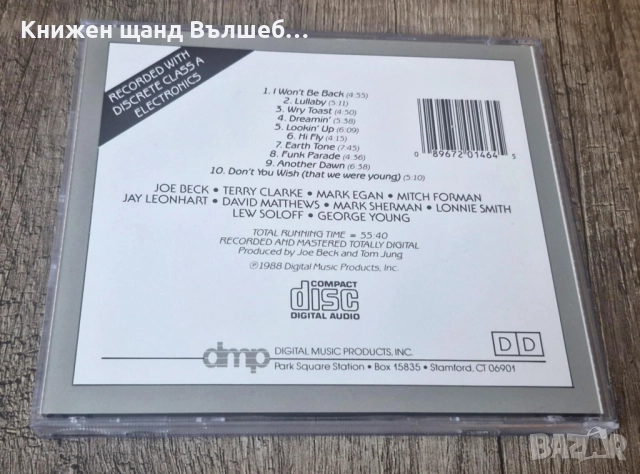 Книжен щанд Вълшеб...
RECORDED WITH
DISCRETE CLASS A
ELECTRONICS
1. I Won't Be Back (4:55)
2. Lullaby (5:11)
3. Wry Toast (4:50)
4. Dreamin' (5:38)
5. Lookin' Up (6:09)
6. Hi Fly (4:15)
7. Earth Tone (4:42)
8. Funk Parade (4:36)
9. Another Dawn (6:38)
10. Don't You Wish (that we were young) (5:10)
0 89672 01464 5
JOE BECK • TERRY CLARKE • MARK EGAN • MITCH FORMAN
JAY LEONHART • DAVID MATTHEWS • MARK SHERMAN • LONNIE SMITH
LEW SOLOFF • GEORGE YOUNG
TOTAL RUNNING TIME = 55:40
RECORDED AND MASTERED TOTALLY DIGITAL
Produced by Joe Beck and Tom Jung
℗1988 Digital Music Products, Inc.
COMPACT
disc
DIGITAL AUDIO
dmp DIGITAL MUSIC PRODUCTS, INC.
Park Square Station • Box 15835 • Stamford, CT 06901
D D
BAZAR